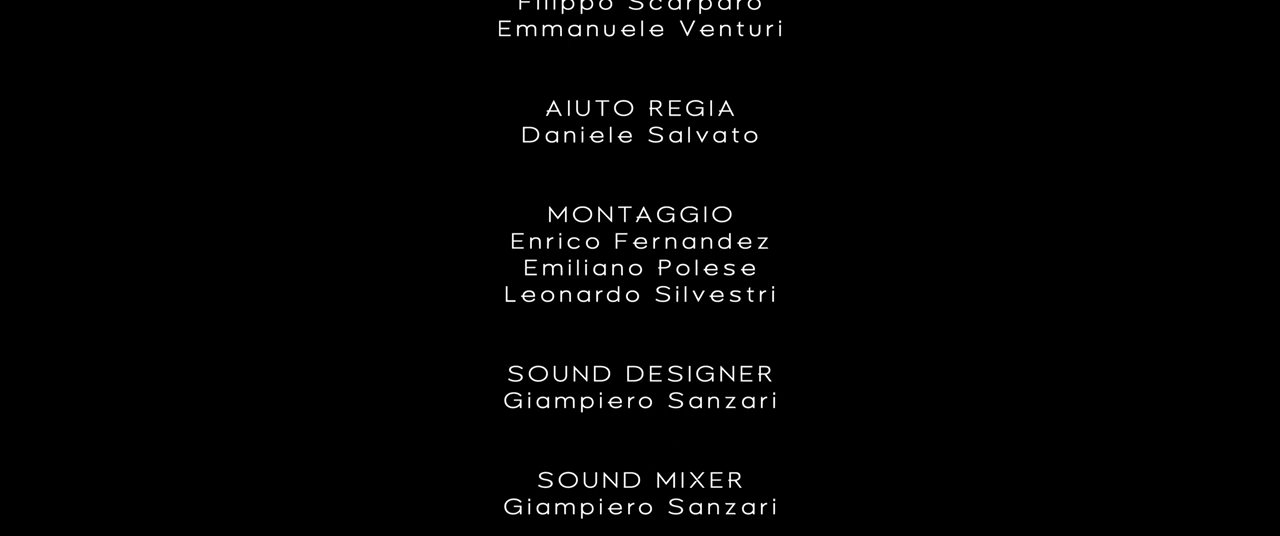 Filippo Scarparo
Emmanuele Venturi
AIUTO REGIA
Daniele Salvato
MONTAGGIO
Enrico Fernandez
Emiliano Polese
Leonardo Silvestri
SOUND DESIGNER
Giampiero Sanzari
SOUND MIXER
Giampiero Sanzari